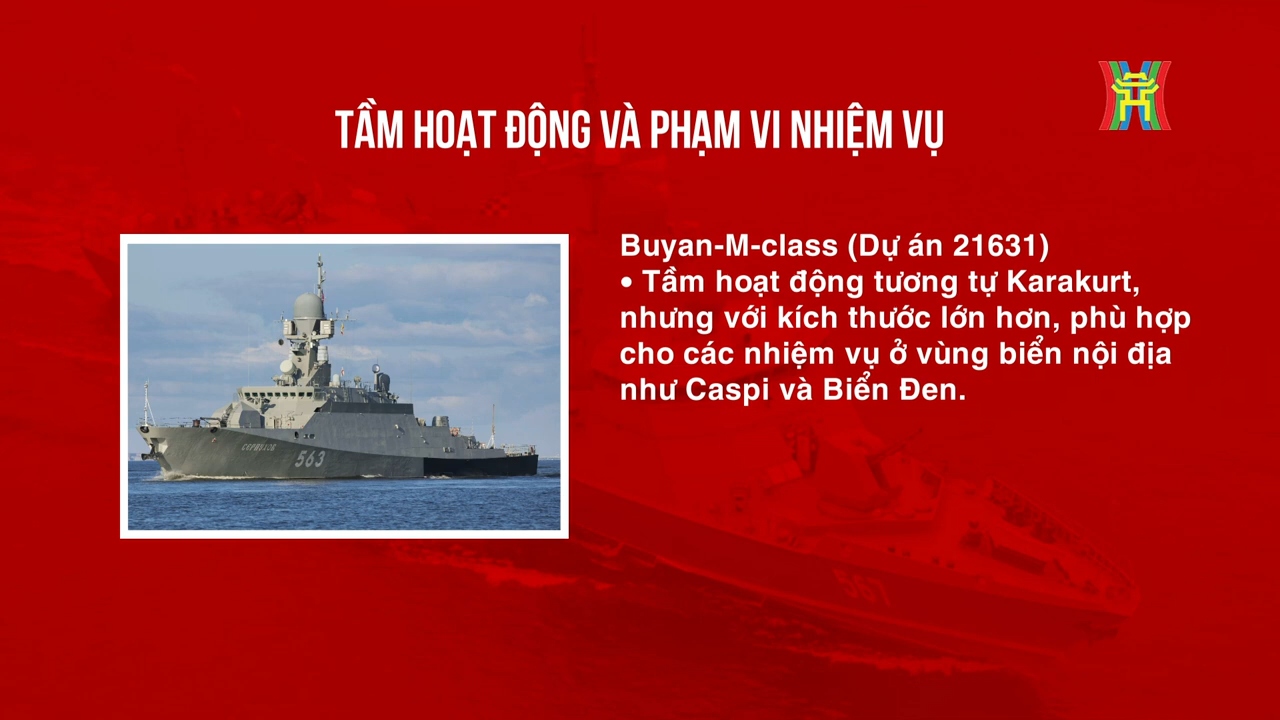 TẦM HOẠT ĐỘNG VÀ PHẠM VI NHIỆM VỤ
Buyan-M-class (Dự án 21631)
• Tầm hoạt động tương tự Karakurt,
nhưng với kích thước lớn hơn, phù hợp
cho các nhiệm vụ ở vùng biển nội địa
như Caspi và Biển Đen.
СЕРПУХОВ
563
567